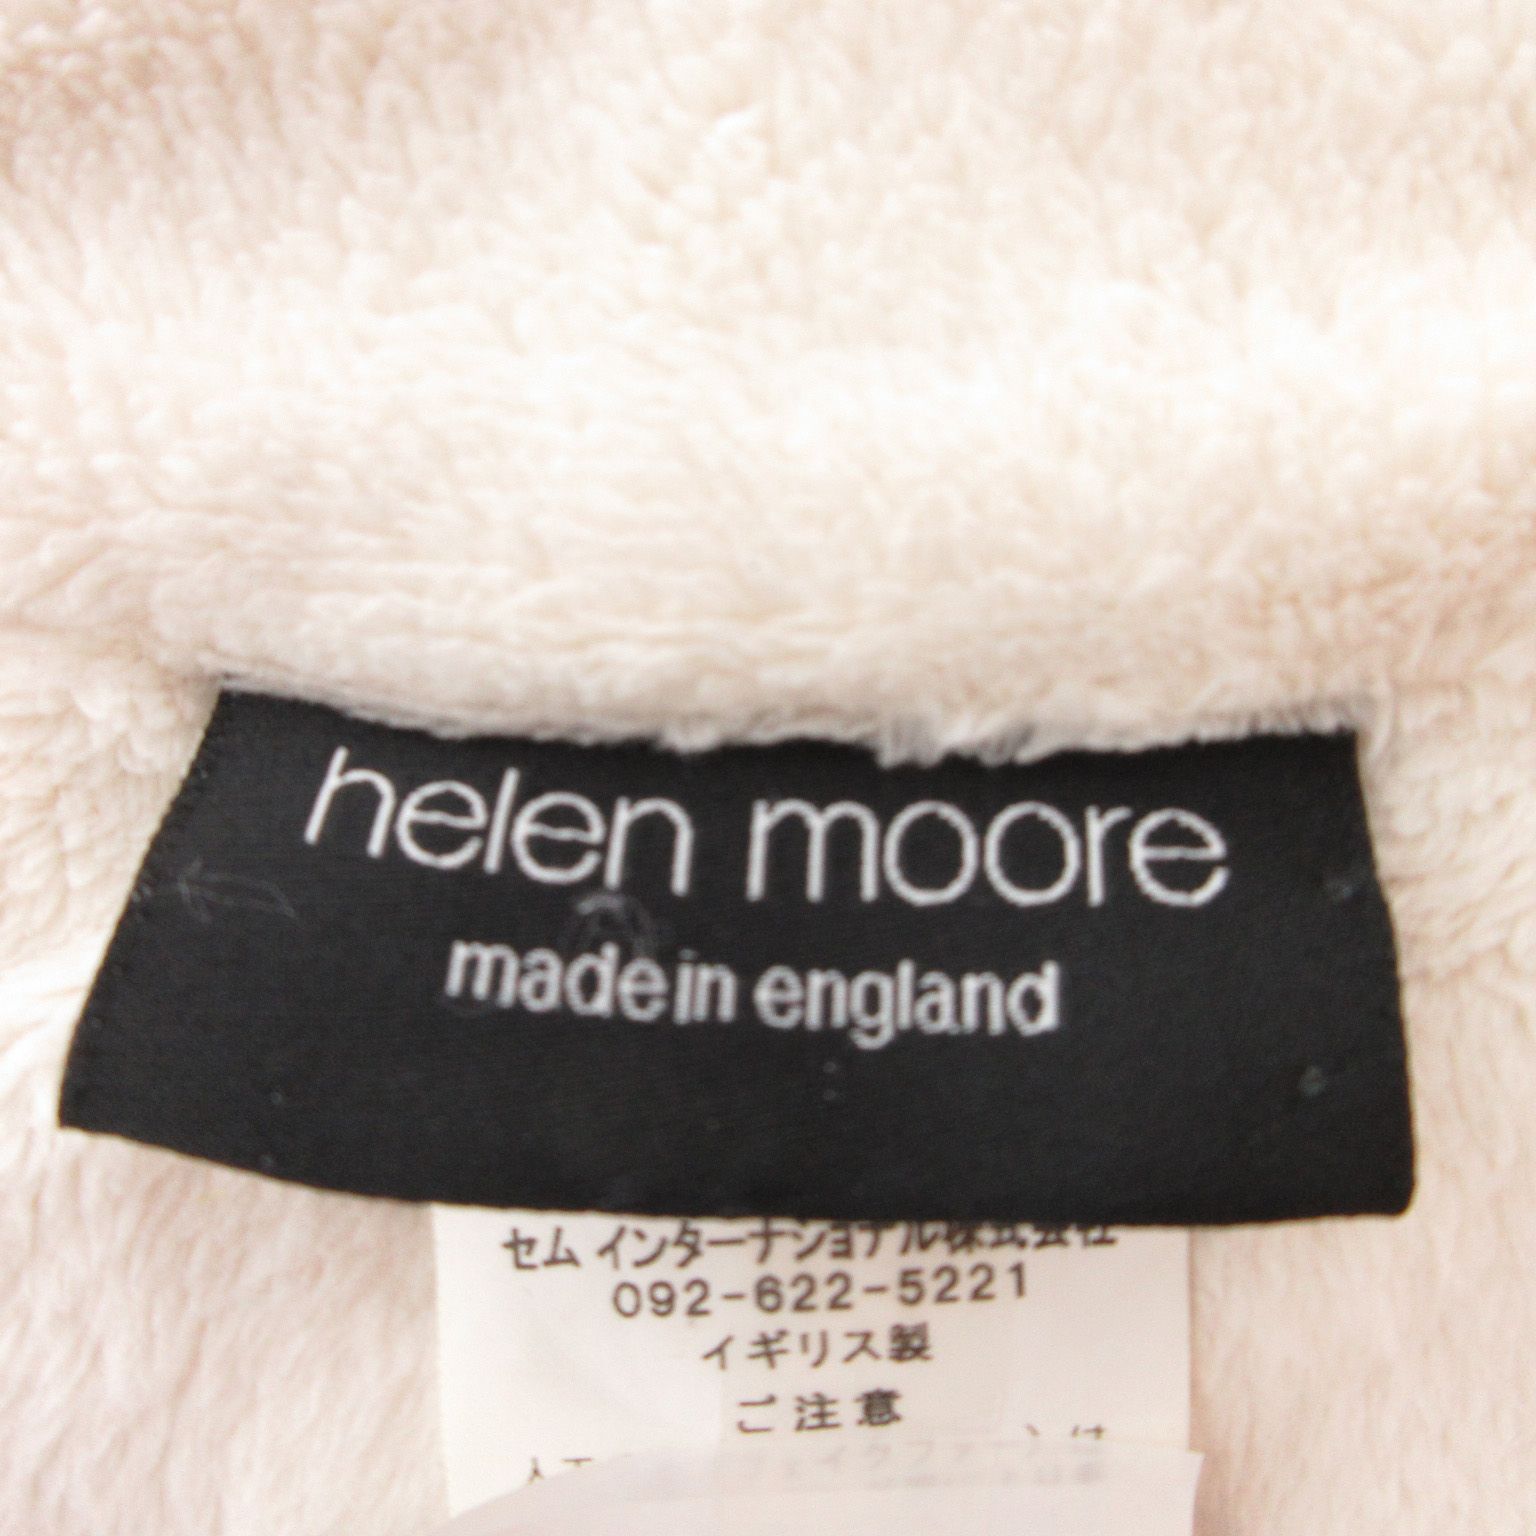 helen moore
made in england
セム インターナショナル株式会社
092-622-5221
イギリス製
ご注意